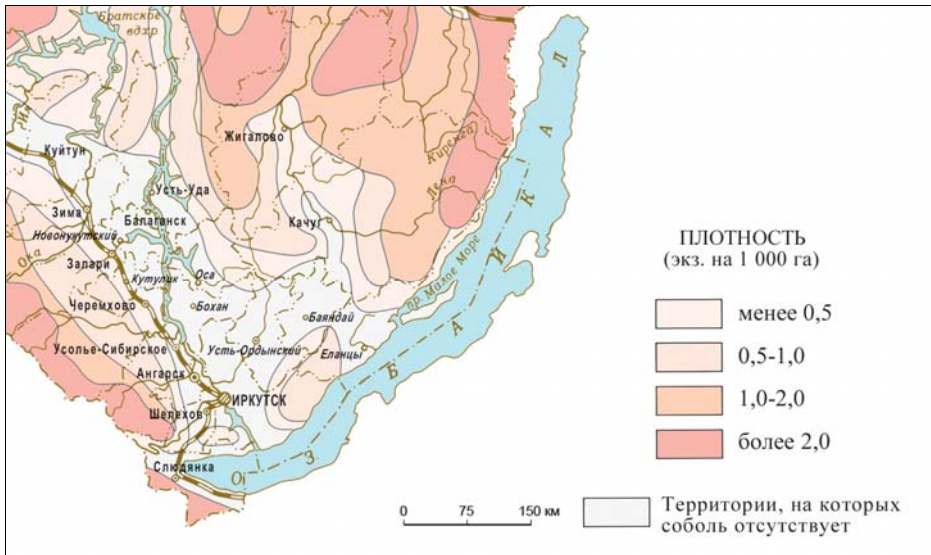 Братское
вдхр.
Жигалово
Киренга
Лена
Куйтун
Усть-Уда
Зима
Балаганск
Новонукутский
Качуг
Ока
Залари
Оса
Кутулик
пр. Малое Море
Черемхово
Бохан
Баяндай
Усолье-Сибирское
Усть-Ордынский
Еланцы
Ангарск
ИРКУТСК
Шелехов
Слюдянка
О З. Б А Й К А Л
0 75 150 км
ПЛОТНОСТЬ
(экз. на 1 000 га)
менее 0,5
0,5-1,0
1,0-2,0
более 2,0
Территории, на которых
соболь отсутствует